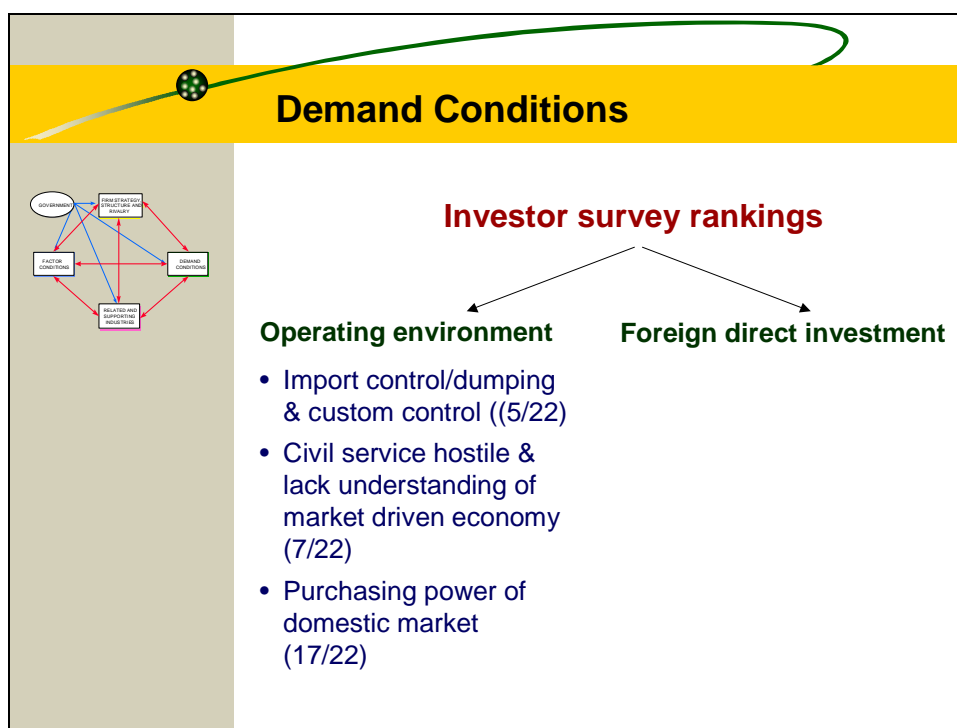 Demand Conditions
GOVERNMENT
FIRM STRATEGY,
STRUCTURE AND
RIVALRY
FACTOR
CONDITIONS
DEMAND
CONDITIONS
RELATED AND
SUPPORTING
INDUSTRIES
Investor survey rankings
Operating environment
• Import control/dumping
& custom control ((5/22)
• Civil service hostile &
lack understanding of
market driven economy
(7/22)
• Purchasing power of
domestic market
(17/22)
Foreign direct investment